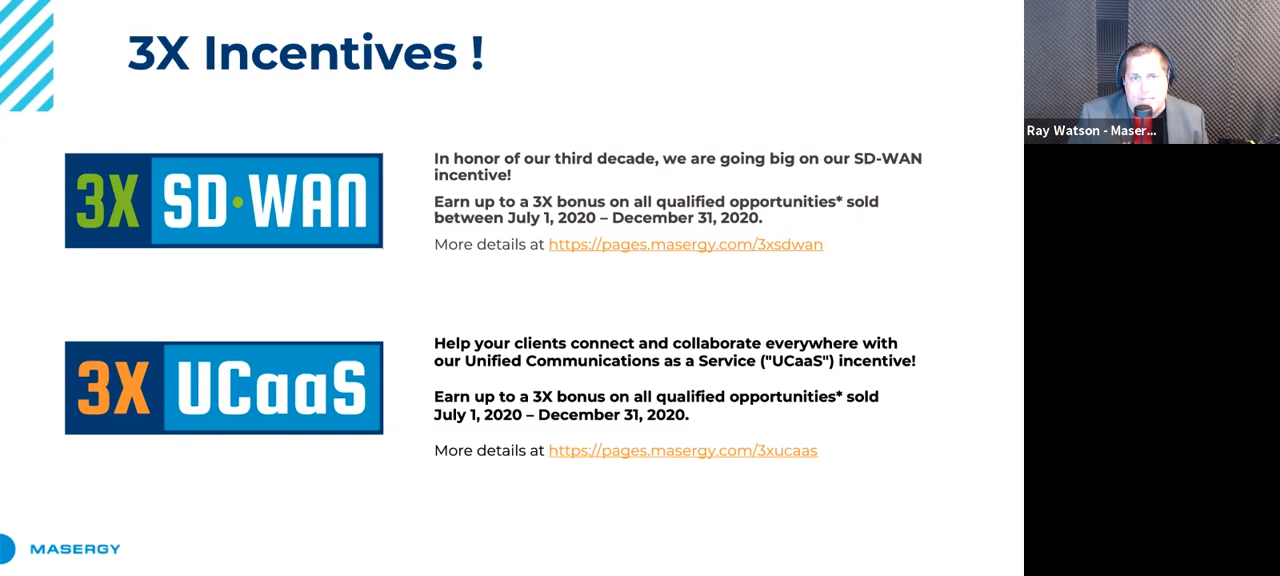 3X Incentives !
3X SD•WAN
In honor of our third decade, we are going big on our SD-WAN
incentive!
Earn up to a 3X bonus on all qualified opportunities* sold
between July 1, 2020 – December 31, 2020.
More details at https://pages.masergy.com/3xsdwan
3X UCaaS
Help your clients connect and collaborate everywhere with
our Unified Communications as a Service ("UCaaS") incentive!
Earn up to a 3X bonus on all qualified opportunities* sold
July 1, 2020 – December 31, 2020.
More details at https://pages.masergy.com/3xucaas
MASERGY
Ray Watson - Maser...